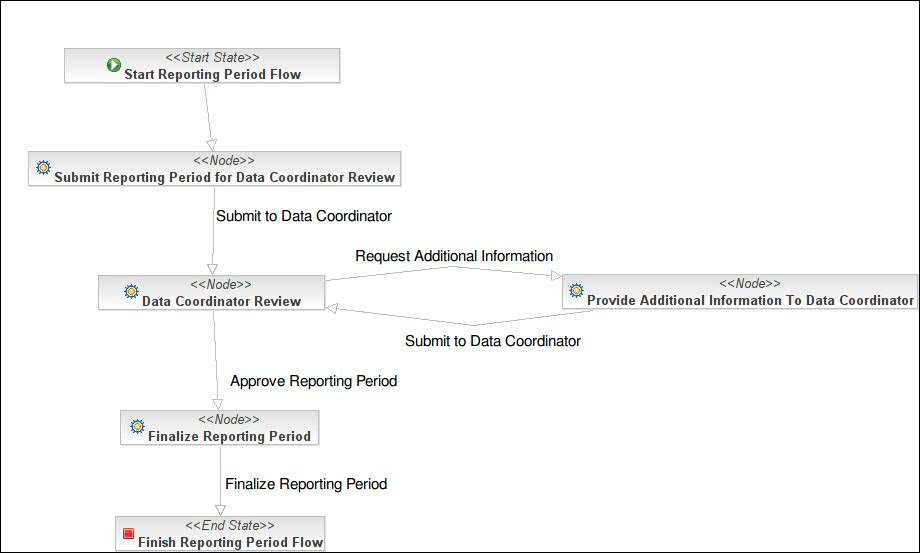 <<Start State>>
Start Reporting Period Flow
<<Node>>
Submit Reporting Period for Data Coordinator Review
Submit to Data Coordinator
Request Additional Information
<<Node>>
Data Coordinator Review
<<Node>>
Provide Additional Information To Data Coordinator
Submit to Data Coordinator
Approve Reporting Period
<<Node>>
Finalize Reporting Period
Finalize Reporting Period
<<End State>>
Finish Reporting Period Flow